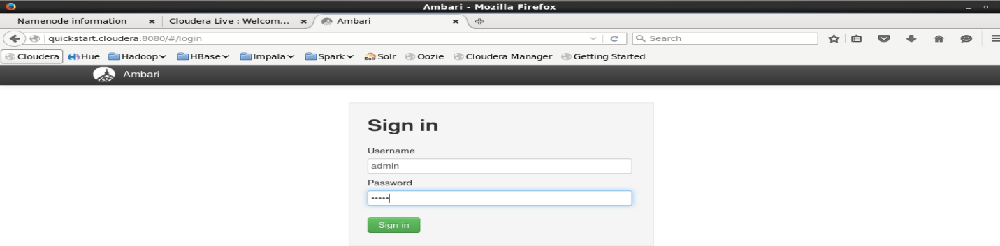 Ambari - Mozilla Firefox
Namenode information Cloudera Live : Welcom... Ambari
quickstart.cloudera:8080/#/login Search
Cloudera Hue Hadoop HBase Impala Spark Solr Oozie Cloudera Manager Getting Started
Ambari
Sign in
Username
admin
Password
•••••
Sign in